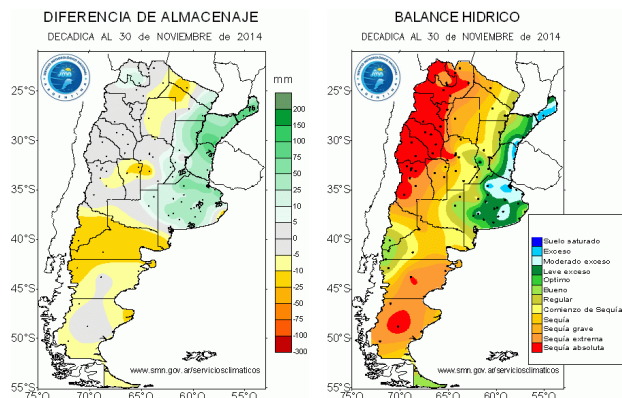 DIFERENCIA DE ALMACENAJE
DECADICA AL 30 de NOVIEMBRE de 2014
25°S
30°S
35°S
40°S
45°S
50°S
55°S
75°O
70°O
65°O
60°O
55°O
www.smn.gov.ar/serviciosclimaticos
mm
200
150
100
50
25
10
5
-5
-10
-25
-50
-75
-100
-300
BALANCE HIDRICO
DECADICA AL 30 de NOVIEMBRE de 2014
25°S
30°S
35°S
40°S
45°S
50°S
55°S
75°O
70°O
65°O
60°O
55°O
www.smn.gov.ar/serviciosclimaticos
Suelo saturado
Exceso
Moderado exceso
Leve exceso
Optimo
Bueno
Regular
Comienzo de Sequía
Sequía
Sequía grave
Sequía extrema
Sequía absoluta